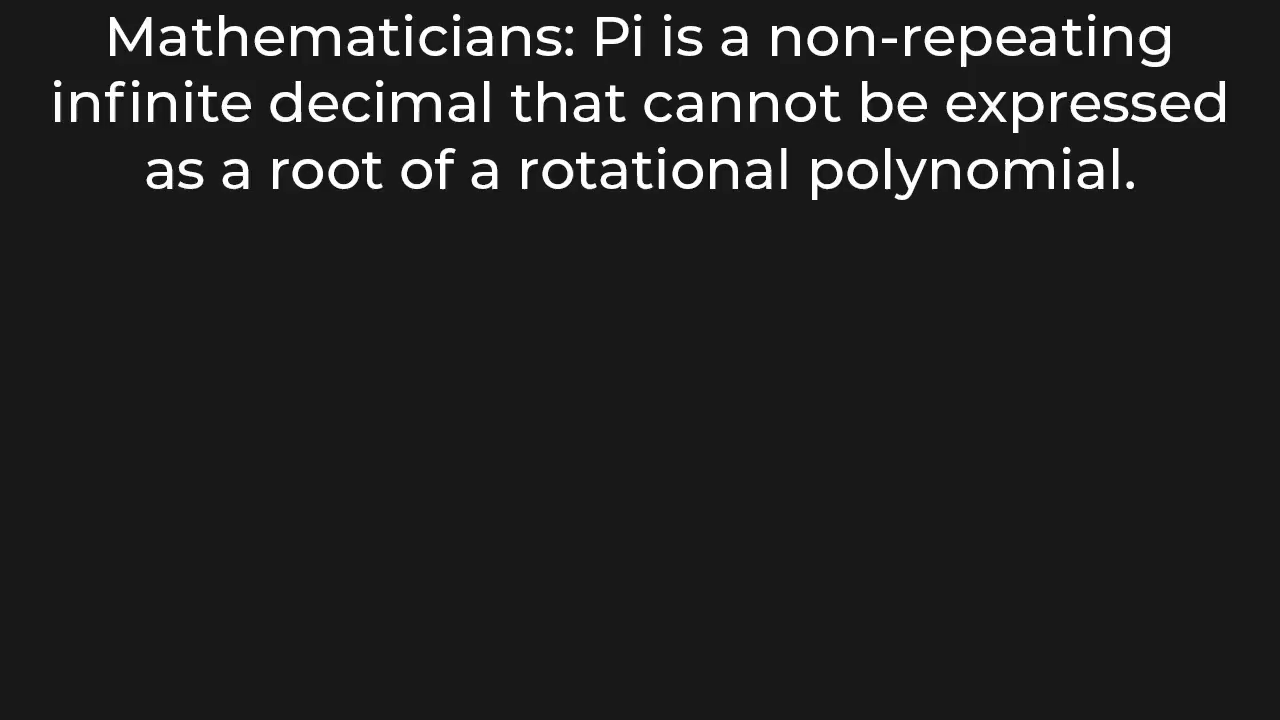 Mathematicians: Pi is a non-repeating
infinite decimal that cannot be expressed
as a root of a rotational polynomial.